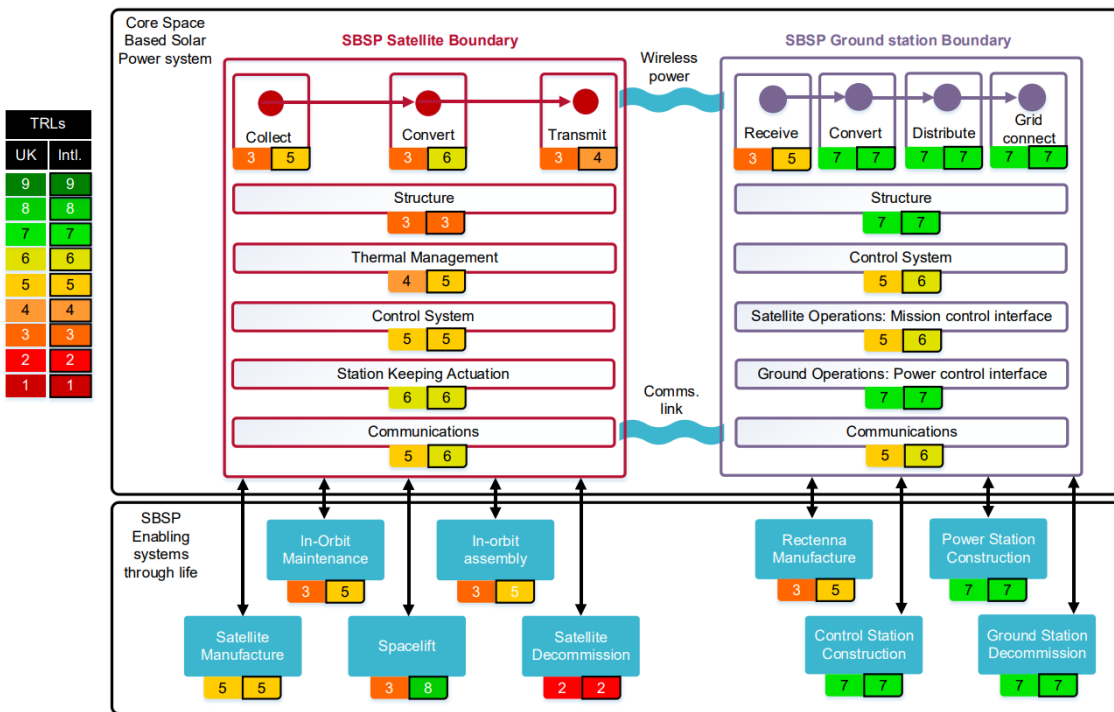 Core Space
Based Solar
Power system
SBSP Satellite Boundary
Wireless
power
SBSP Ground station Boundary
TRLs
UK Intl.
9 9
8 8
7 7
6 6
5 5
4 4
3 3
2 2
1 1
Collect
3 5
Convert
3 6
Transmit
3 4
Structure
3 3
Thermal Management
4 5
Control System
5 5
Station Keeping Actuation
6 6
Communications
5 6
Comms.
link
Receive
3 5
Convert
7 7
Distribute
7 7
Grid
connect
7 7
Structure
7 7
Control System
5 6
Satellite Operations: Mission control interface
5 6
Ground Operations: Power control interface
7 7
Communications
5 6
SBSP
Enabling
systems
through life
In-Orbit
Maintenance
3 5
In-orbit
assembly
3 5
Satellite
Manufacture
5 5
Spacelift
3 8
Satellite
Decommission
2 2
Rectenna
Manufacture
3 5
Power Station
Construction
7 7
Control Station
Construction
7 7
Ground Station
Decommission
7 7